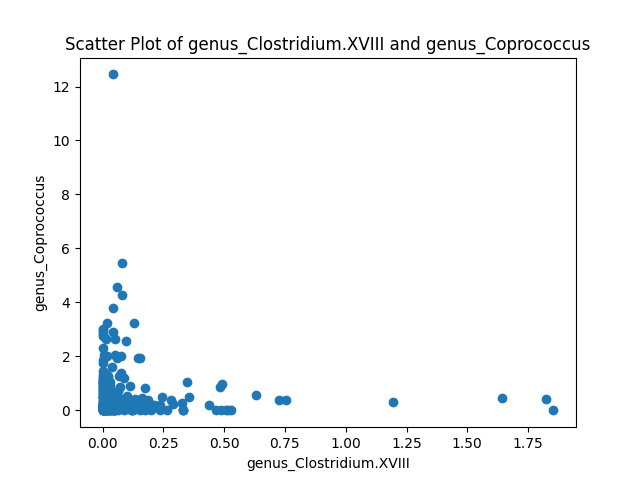 Scatter Plot of genus_Clostridium.XVIII and genus_Coprococcus
12
10
8
6
4
2
0
genus_Coprococcus
0.00 0.25 0.50 0.75 1.00 1.25 1.50 1.75
genus_Clostridium.XVIII